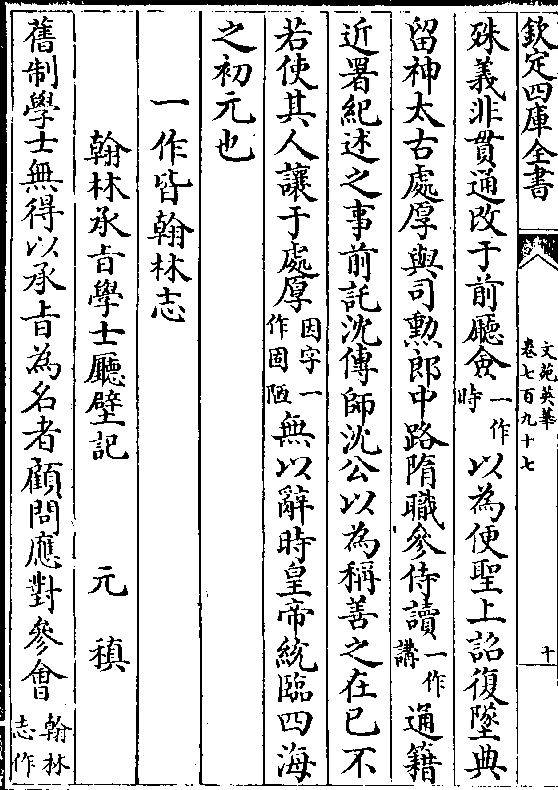 欽定四庫全書
文苑英華
卷七百九十七
十
殊義非貫通改于前廳僉一作時以為便聖上詔復墜典
留神太古處厚與司勲郎中路隋職參侍讀一作講通籍
近署紀述之事前託沈傳師沈公以為稱善之在已不
若使其人讓于處厚因字一作固陋無以辭時皇帝統臨四海
之初元也
一作皆翰林志
翰林承旨學士廳壁記 元稹
舊制學士無得以承旨為名者顧問應對參會翰林志作